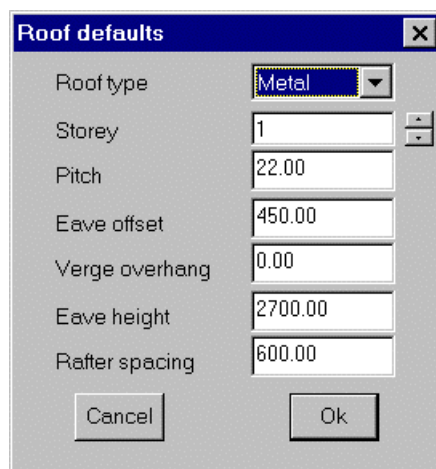 Roof defaults
Roof type Metal
Storey 1
Pitch 22.00
Eave offset 450.00
Verge overhang 0.00
Eave height 2700.00
Rafter spacing 600.00
Cancel Ok